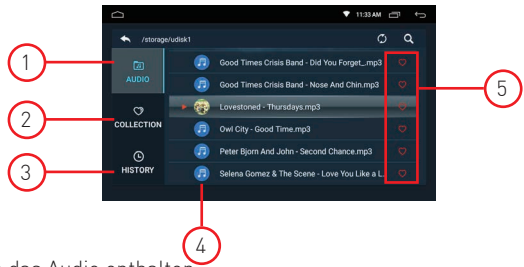 11:33 AM
/storage/udisk1
AUDIO
COLLECTION
HISTORY
Good Times Crisis Band - Did You Forget_.mp3
Good Times Crisis Band - Nose And Chin.mp3
Lovestoned - Thursdays.mp3
Owl City - Good Time.mp3
Peter Bjorn And John - Second Chance.mp3
Selena Gomez & The Scene - Love You Like a L..
1
2
3
4
5
das Audio enthalten